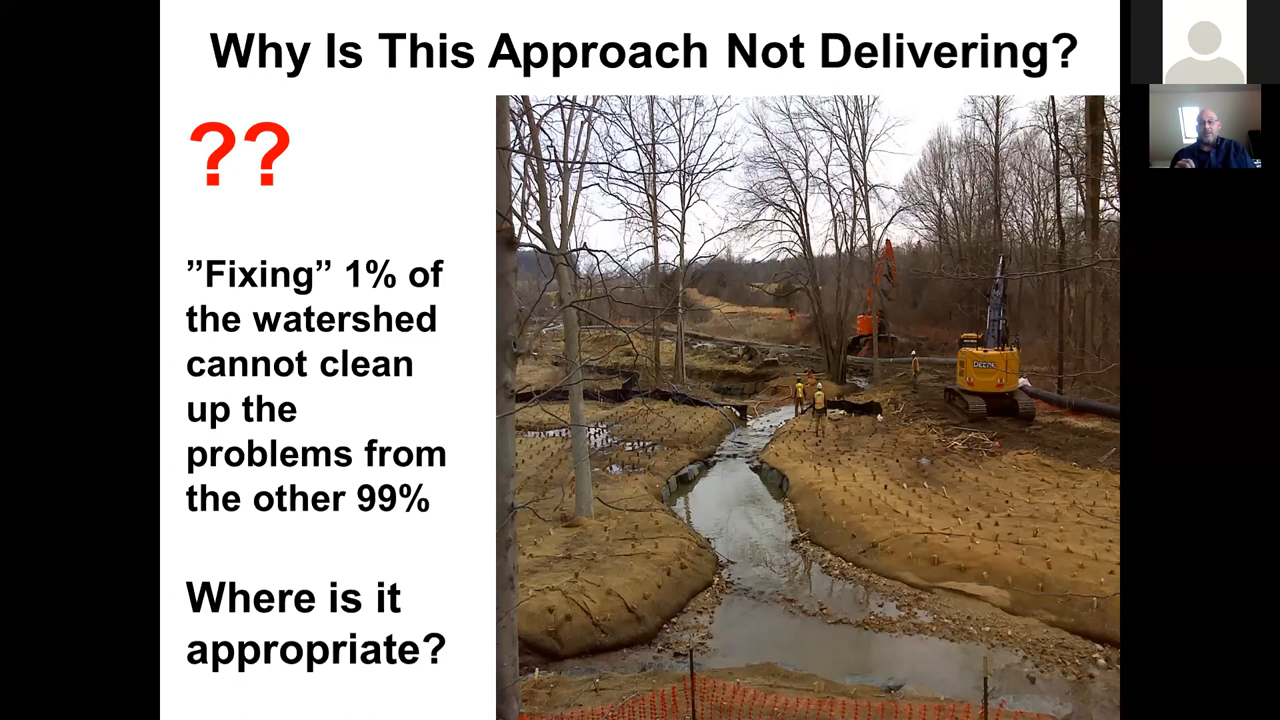 Why Is This Approach Not Delivering?
??
”Fixing” 1% of
the watershed
cannot clean
up the
problems from
the other 99%
Where is it
appropriate?
DEERE